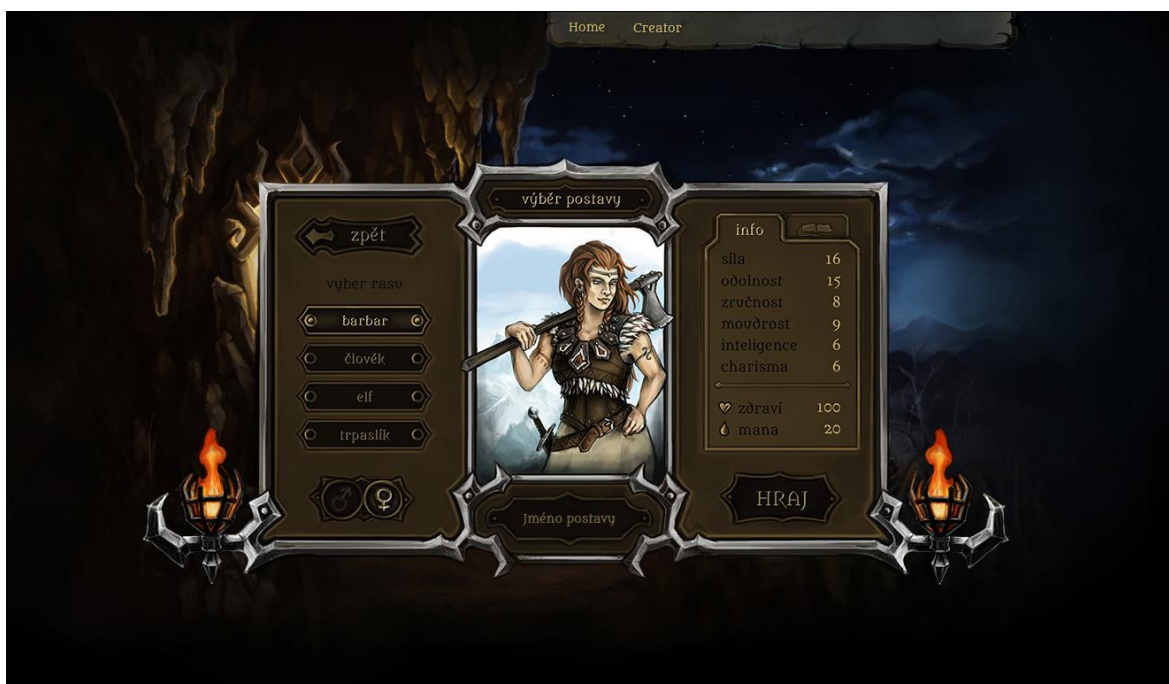 Home Creator
výběr postavy
zpět
vyber rasu
barbar
člověk
elf
trpaslík
Jméno postavy
info
síla 16
odolnost 15
zručnost 8
moudrost 9
inteligence 6
charisma 6
zdraví 100
mana 20
HRAJ